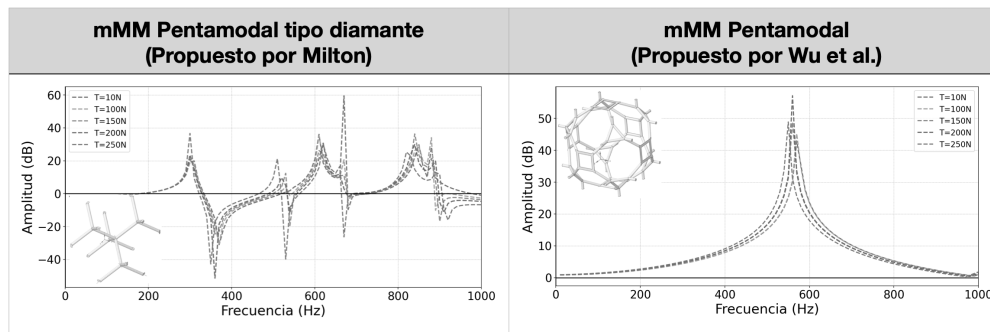 mMM Pentamodal tipo diamante
(Propuesto por Milton)
mMM Pentamodal
(Propuesto por Wu et al.)
60
40
20
0
−20
−40
Amplitud (dB)
T=10N
T=100N
T=150N
T=200N
T=250N
0 200 400 600 800 1000
Frecuencia (Hz)
50
40
30
20
10
0
Amplitud (dB)
T=10N
T=100N
T=150N
T=200N
T=250N
0 200 400 600 800 1000
Frecuencia (Hz)